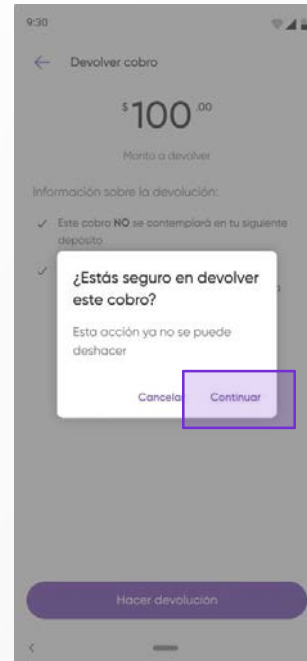 9:30
Devolver cobro
$100.00
Monto a devolver
Información sobre la devolución:
✓ Este cobro NO se contemplará en tu siguiente
depósito
✓
¿Estás seguro en devolver
este cobro?
Esta acción ya no se puede
deshacer
Cancelar Continuar
Hacer devolución